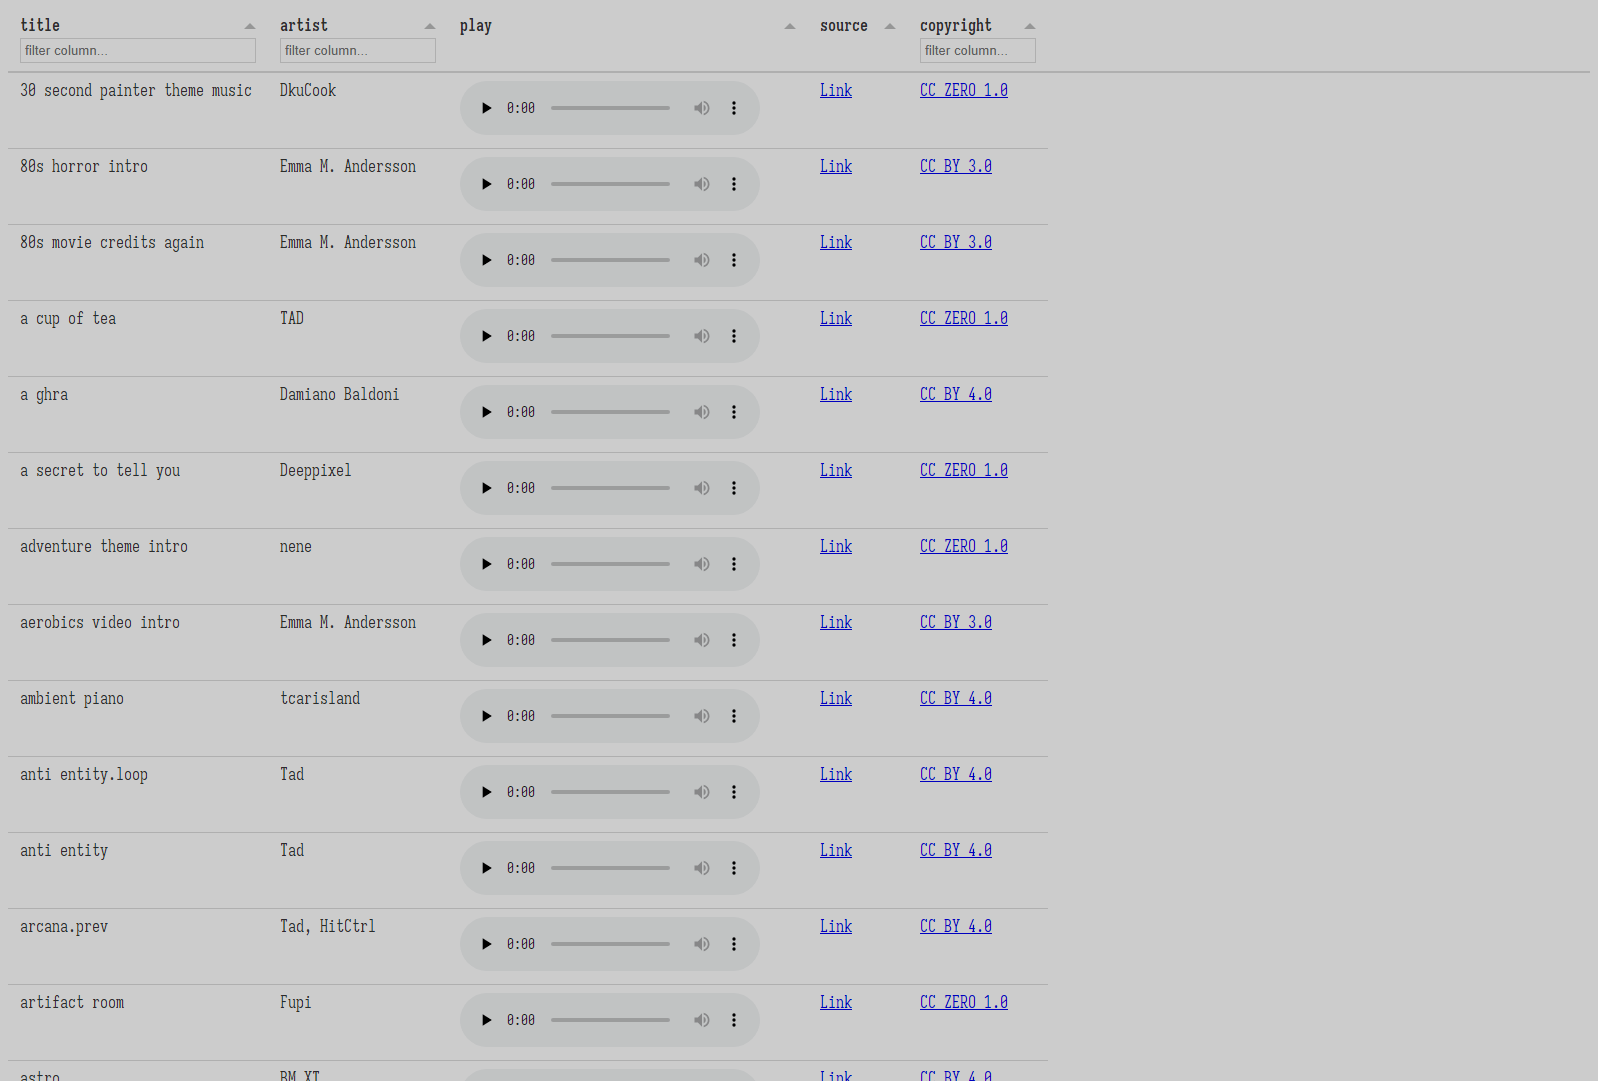 title artist play source copyright
filter column... filter column... filter column...
30 second painter theme music DkuCook 0:00 Link CC ZERO 1.0
80s horror intro Emma M. Andersson 0:00 Link CC BY 3.0
80s movie credits again Emma M. Andersson 0:00 Link CC BY 3.0
a cup of tea TAD 0:00 Link CC ZERO 1.0
a ghra Damiano Baldoni 0:00 Link CC BY 4.0
a secret to tell you Deeppixel 0:00 Link CC ZERO 1.0
adventure theme intro nene 0:00 Link CC ZERO 1.0
aerobics video intro Emma M. Andersson 0:00 Link CC BY 3.0
ambient piano tcarisland 0:00 Link CC BY 4.0
anti entity.loop Tad 0:00 Link CC BY 4.0
anti entity Tad 0:00 Link CC BY 4.0
arcana.prev Tad, HitCtrl 0:00 Link CC BY 4.0
artifact room Fupi 0:00 Link CC ZERO 1.0
astro BM XT Link CC BY 4.0